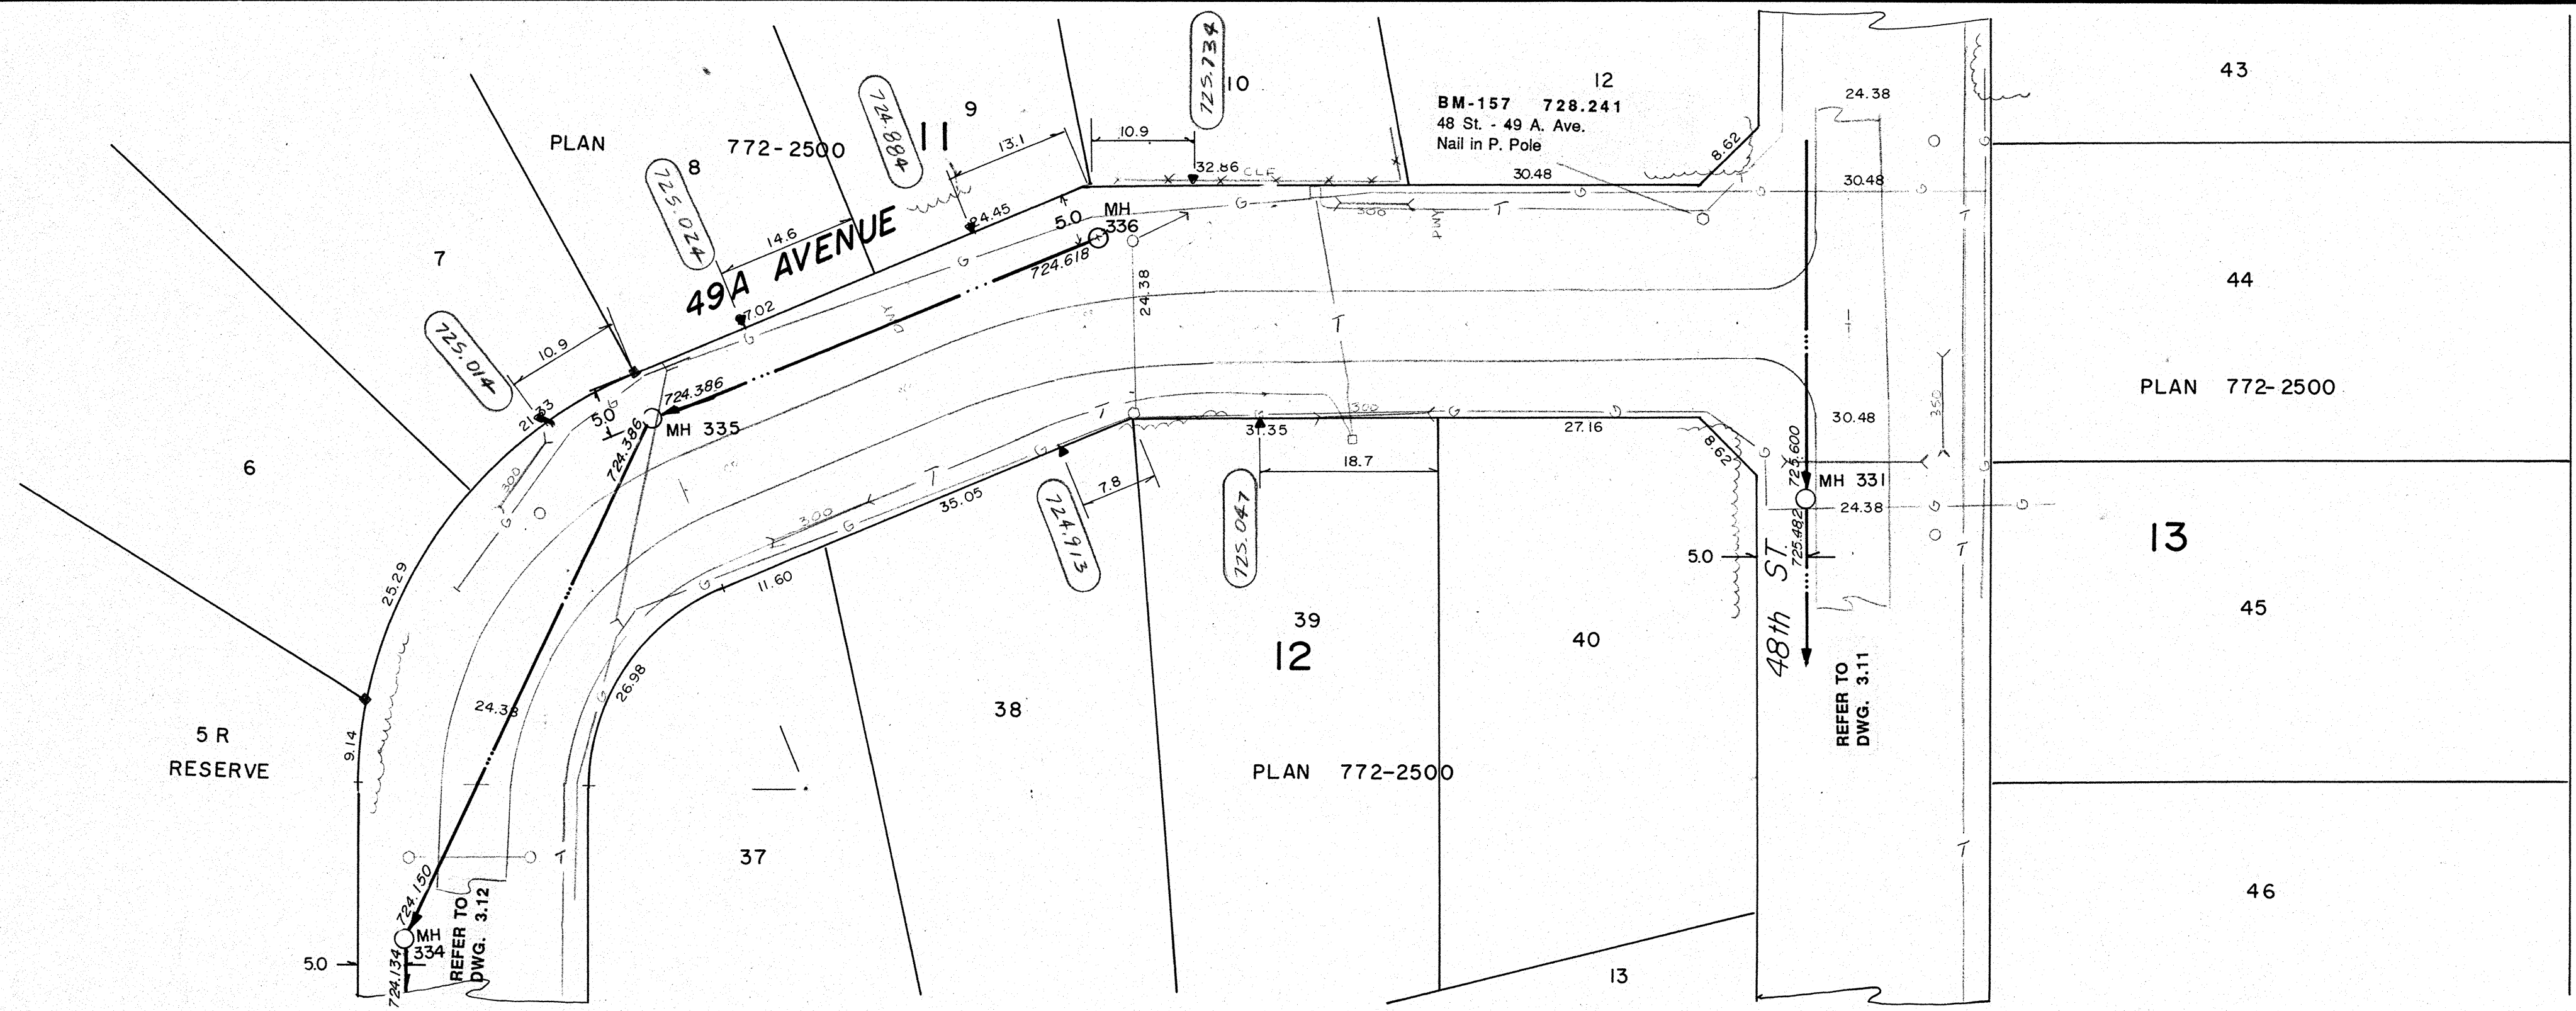 43
24.38
12
BM-157 728.241
48 St. - 49 A. Ave.
Nail in P. Pole
10
725.734
10.9
32.86
CLF
30.48
8.62
30.48
9
11
13.1
724.884
PLAN 772-2500
8
725.024
14.6
49A AVENUE
24.45
5.0
MH
336
724.618
G
G
T
300
PWY
G
G
G
G
T
7
44
24.38
7.02
G
PWY
T
10.9
725.014
21.33
5.0
G
724.386
MH 335
724.386
PLAN 772-2500
350
30.48
T
G
300
G
G
31.35
27.16
8.62
G
725.600
MH 331
24.38
G
G
18.7
7.8
35.05
T
300
G
6
300
G
724.913
725.047
13
5.0
725.482
48th ST.
T
25.29
11.60
G
26.98
G
39
12
40
45
38
REFER TO
DWG. 3.11
24.38
5 R
RESERVE
9.14
PLAN 772-2500
T
T
37
46
724.150
MH
334
REFER TO
DWG. 3.12
5.0
724.134
13